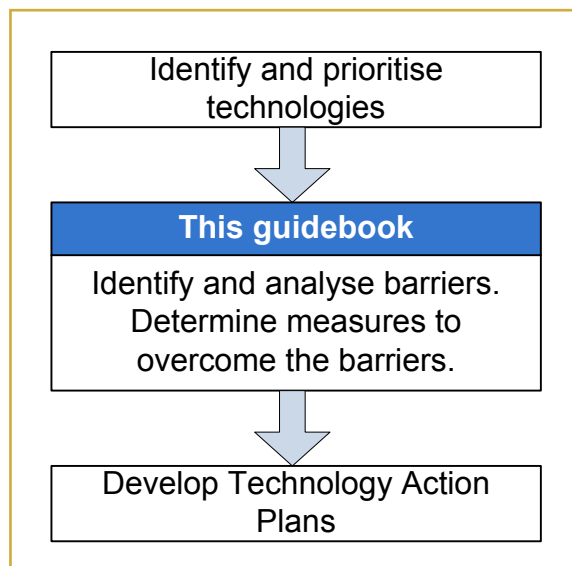 Identify and prioritise
technologies
This guidebook
Identify and analyse barriers.
Determine measures to
overcome the barriers.
Develop Technology Action
Plans